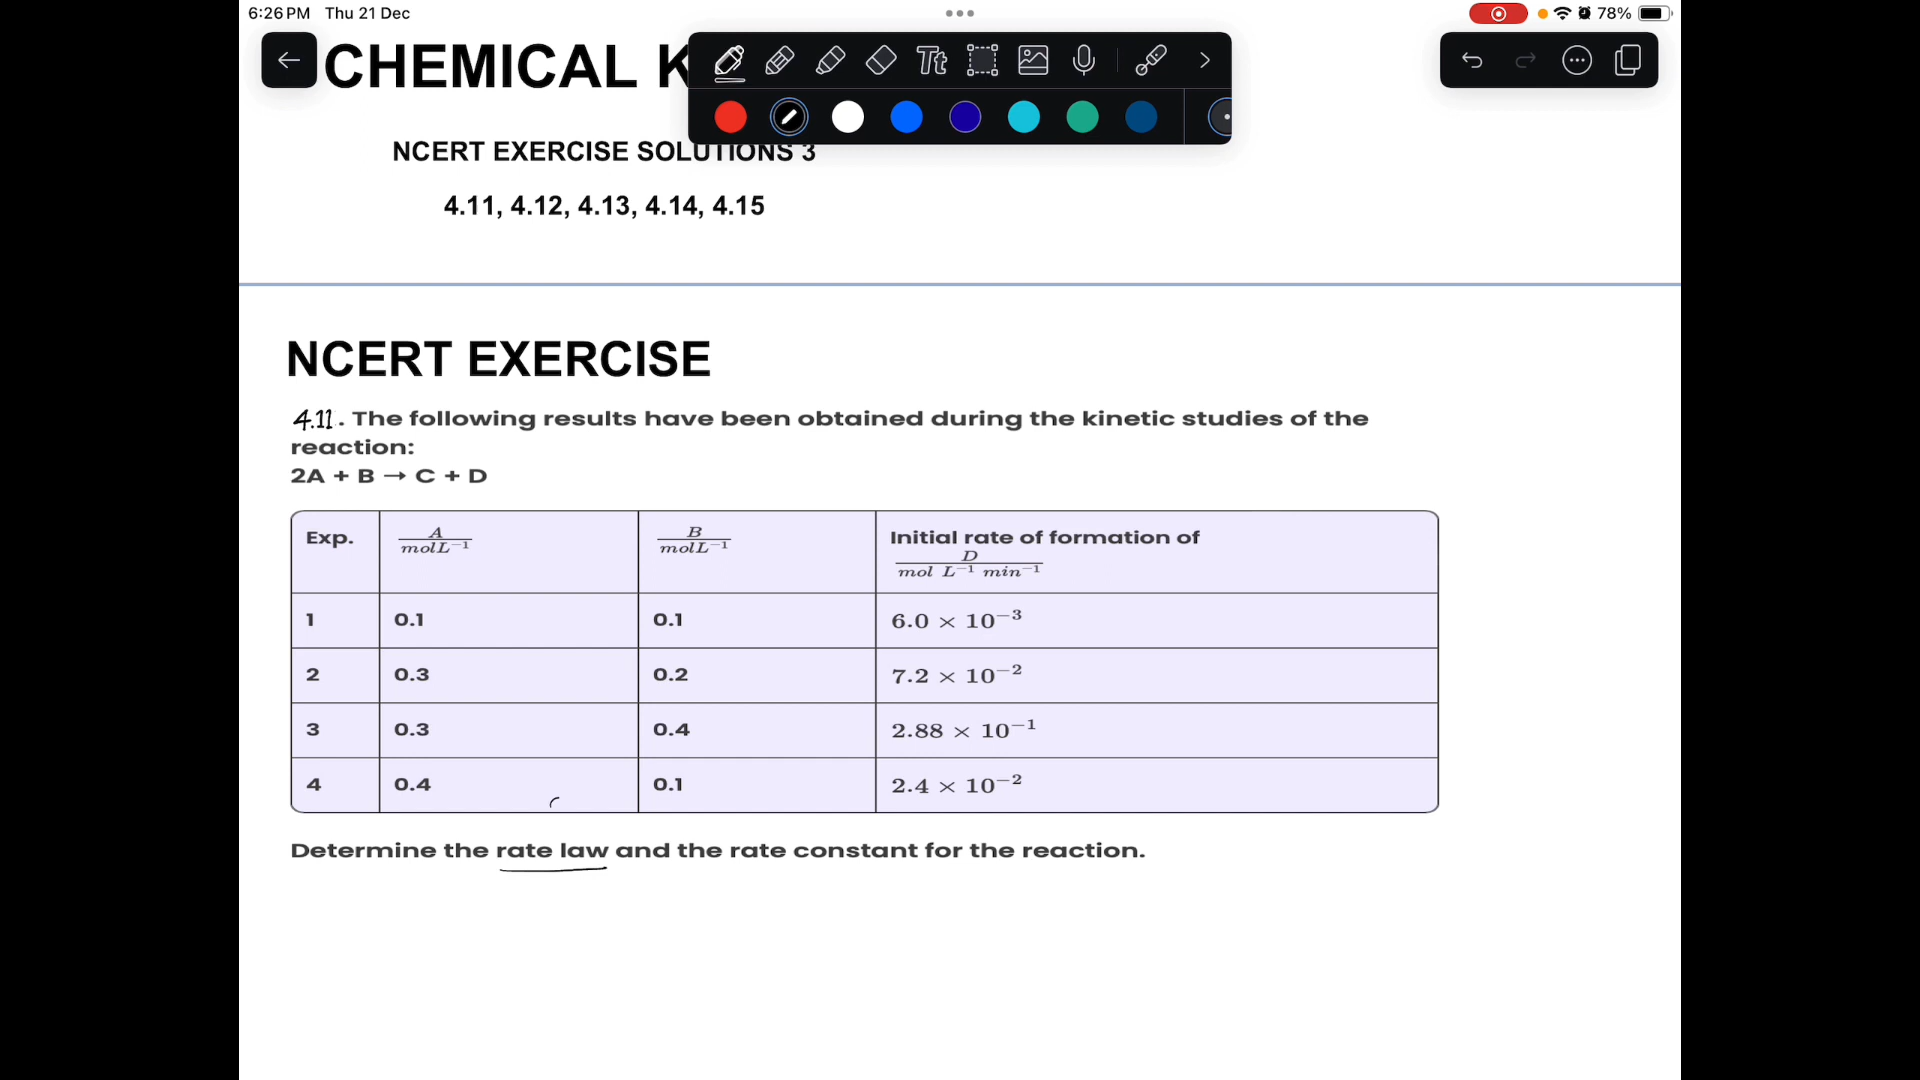 6:26 PM Thu 21 Dec
78%
CHEMICAL K
Tt
NCERT EXERCISE SOLUTIONS 3
4.11, 4.12, 4.13, 4.14, 4.15
NCERT EXERCISE
4.11. The following results have been obtained during the kinetic studies of the
reaction:
2A + B → C + D
Exp. A/molL⁻¹ B/molL⁻¹ Initial rate of formation of D/mol L⁻¹ min⁻¹
1 0.1 0.1 6.0 × 10⁻³
2 0.3 0.2 7.2 × 10⁻²
3 0.3 0.4 2.88 × 10⁻¹
4 0.4 0.1 2.4 × 10⁻²
Determine the rate law and the rate constant for the reaction.